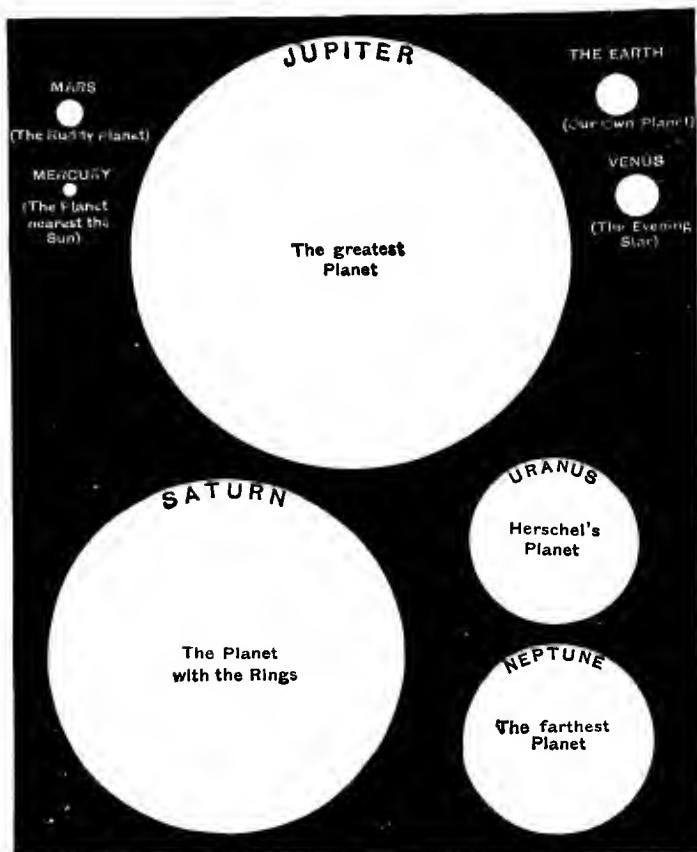 JUPITER
The greatest
Planet
MARS
(The Ruddy Planet)
MERCURY
(The Planet
nearest the
Sun)
THE EARTH
(Our Own Planet)
VENUS
(The Evening
Star)
SATURN
The Planet
with the Rings
URANUS
Herschel's
Planet
NEPTUNE
The farthest
Planet